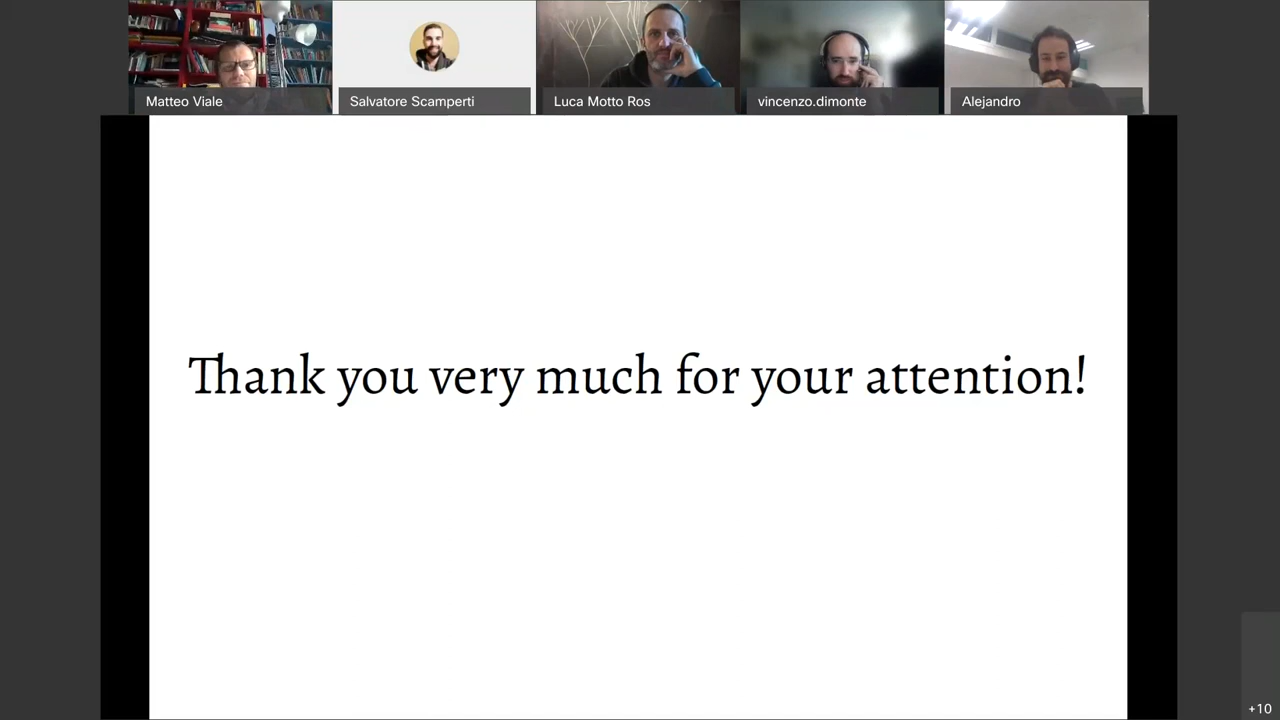 Matteo Viale
Salvatore Scamperti
Luca Motto Ros
vincenzo.dimonte
Alejandro
Thank you very much for your attention!
+10